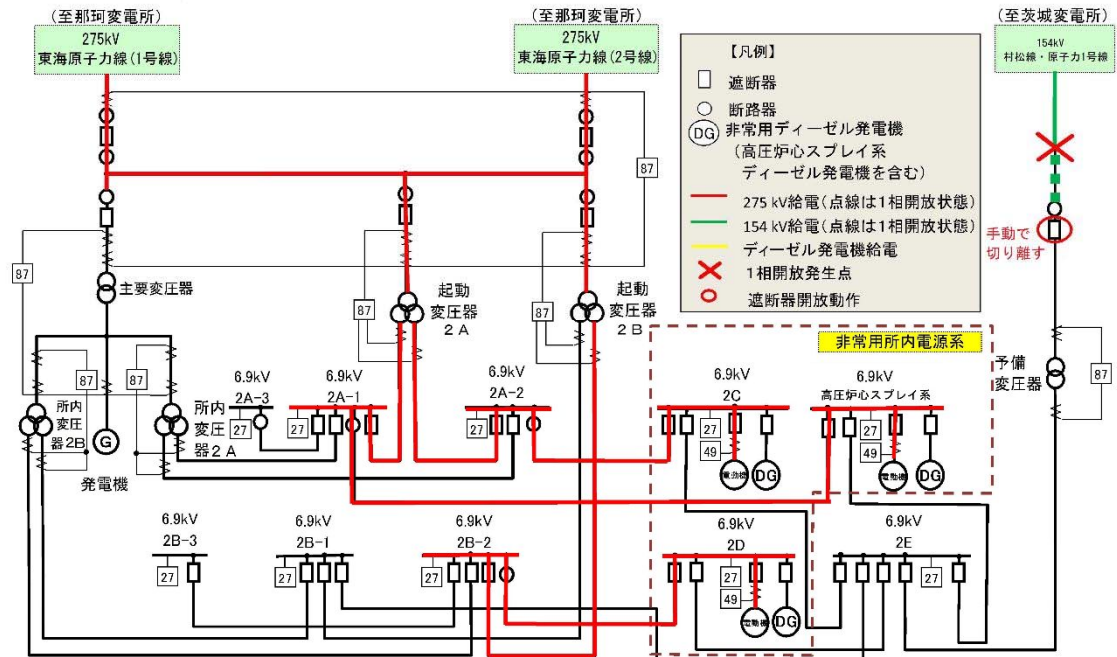 (至那珂変電所)
275kV
東海原子力線(1号線)
(至那珂変電所)
275kV
東海原子力線(2号線)
(至茨城変電所)
154kV
村松線・原子力1号線
【凡例】
遮断器
断路器
DG 非常用ディーゼル発電機
(高圧炉心スプレイ系
ディーゼル発電機を含む)
275 kV給電(点線は1相開放状態)
154 kV給電(点線は1相開放状態)
ディーゼル発電機給電
1相開放発生点
遮断器開放動作
手動で
切り離す
87
87
主要変圧器
起動
変圧器
2A
87
起動
変圧器
2B
87
非常用所内電源系
予備
変圧器
87
87
87
所内
変圧
器2B
G
発電機
所内
変圧
器2A
6.9kV
2A-3
27
6.9kV
2A-1
27
6.9kV
2A-2
27
6.9kV
2C
27
49
電動機
DG
6.9kV
高圧炉心スプレイ系
27
49
電動機
DG
6.9kV
2B-3
27
6.9kV
2B-1
27
6.9kV
2B-2
27
6.9kV
2D
27
49
電動機
DG
6.9kV
2E
27